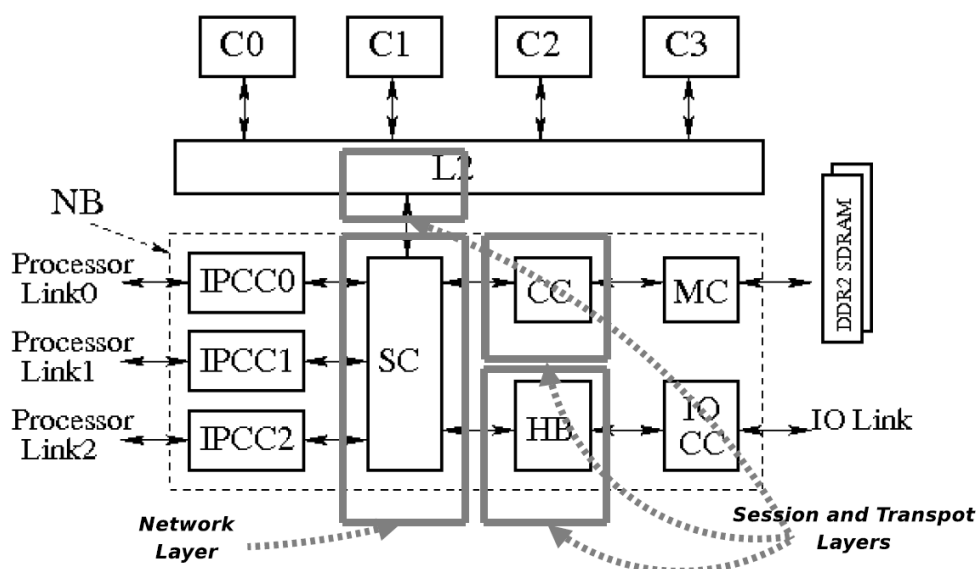 C0
C1
C2
C3
L2
NB
Processor
Link0
IPCC0
SC
CC
MC
DDR2 SDRAM
Processor
Link1
IPCC1
Processor
Link2
IPCC2
HB
IO
CC
IO Link
Network
Layer
Session and Transpot
Layers